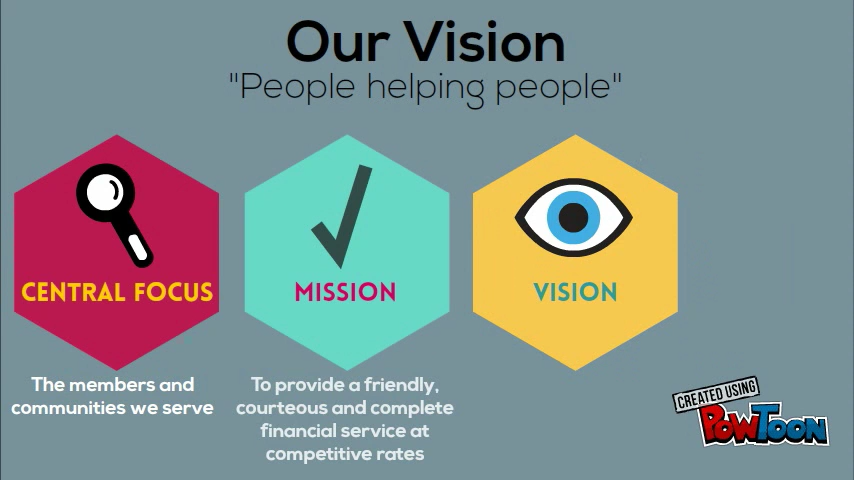 Our Vision
"People helping people"
CENTRAL FOCUS
MISSION
VISION
The members and
communities we serve
To provide a friendly,
courteous and complete
financial service at
competitive rates
CREATED USING
POWTOON